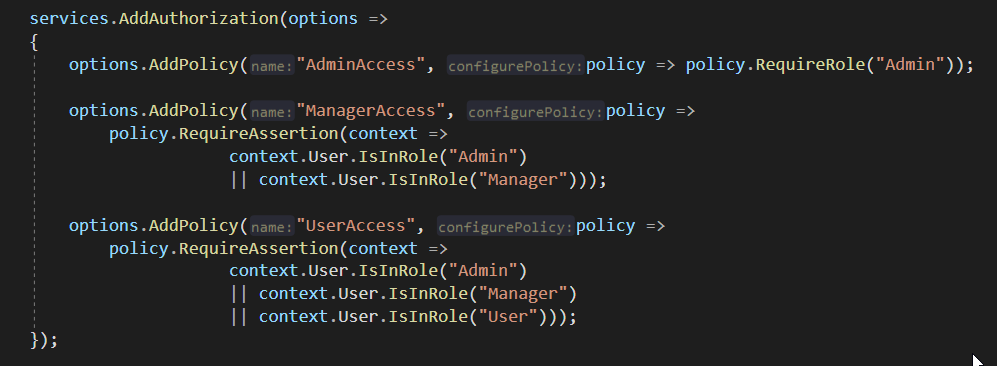 services.AddAuthorization(options =>
{
    options.AddPolicy(name:"AdminAccess", configurePolicy:policy => policy.RequireRole("Admin"));
    options.AddPolicy(name:"ManagerAccess", configurePolicy:policy =>
        policy.RequireAssertion(context =>
                    context.User.IsInRole("Admin")
                    || context.User.IsInRole("Manager")));
    options.AddPolicy(name:"UserAccess", configurePolicy:policy =>
        policy.RequireAssertion(context =>
                    context.User.IsInRole("Admin")
                    || context.User.IsInRole("Manager")
                    || context.User.IsInRole("User")));
});